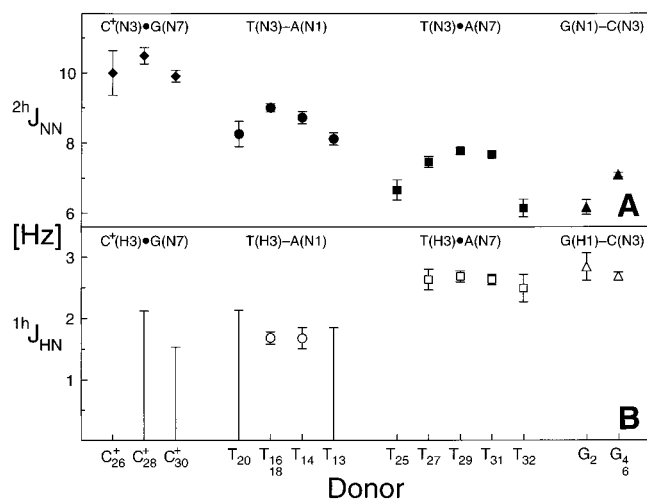 C⁺(N3)●G(N7) T(N3)–A(N1) T(N3)●A(N7) G(N1)–C(N3)
10
²ʰJ_NN
8
6
A
[Hz]
C⁺(H3)●G(N7) T(H3)–A(N1) T(H3)●A(N7) G(H1)–C(N3)
3
2
¹ʰJ_HN
1
B
C⁺₂₆ C⁺₂₈ C⁺₃₀ T₂₀ T₁₆ ₁₈ T₁₄ T₁₃ T₂₅ T₂₇ T₂₉ T₃₁ T₃₂ G₂ G₄ ₆
Donor